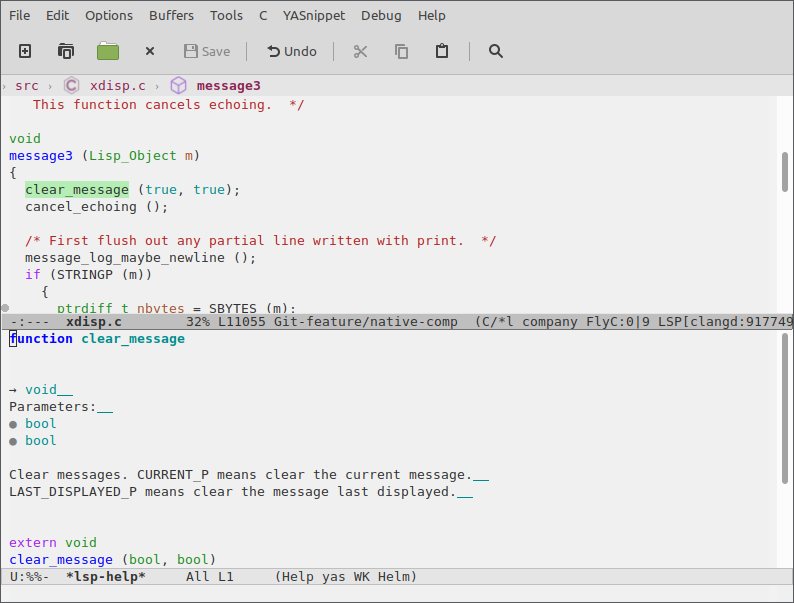 File Edit Options Buffers Tools C YASnippet Debug Help
Save Undo
› src › C xdisp.c › message3
This function cancels echoing.  */
void
message3 (Lisp_Object m)
{
clear_message (true, true);
cancel_echoing ();
/* First flush out any partial line written with print.  */
message_log_maybe_newline ();
if (STRINGP (m))
{
ptrdiff_t nbytes = SBYTES (m);
-:---  xdisp.c        32% L11055 Git-feature/native-comp  (C/*l company FlyC:0|9 LSP[clangd:917749
function clear_message
→ void__
Parameters:__
● bool
● bool
Clear messages. CURRENT_P means clear the current message.__
LAST_DISPLAYED_P means clear the message last displayed.__
extern void
clear_message (bool, bool)
U:%%-  *lsp-help*     All L1     (Help yas WK Helm)